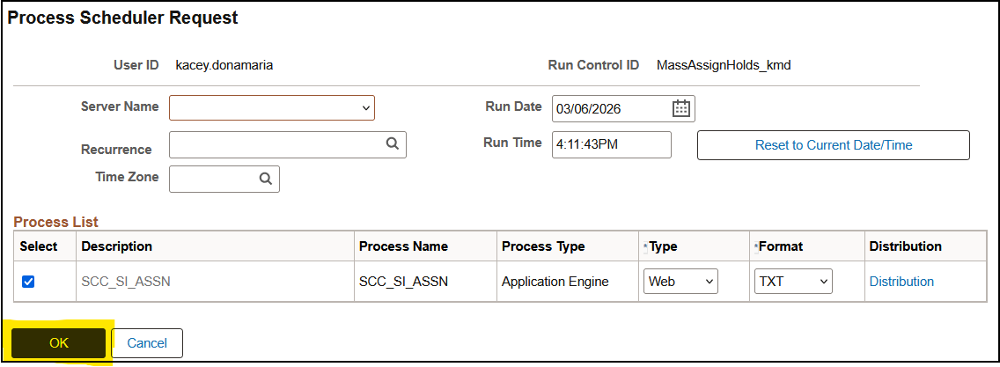 Process Scheduler Request
User ID kacey.donamaria Run Control ID MassAssignHolds_kmd
Server Name Run Date 03/06/2026
Recurrence Run Time 4:11:43PM Reset to Current Date/Time
Time Zone
Process List
Select Description Process Name Process Type *Type *Format Distribution
SCC_SI_ASSN SCC_SI_ASSN Application Engine Web TXT Distribution
OK Cancel